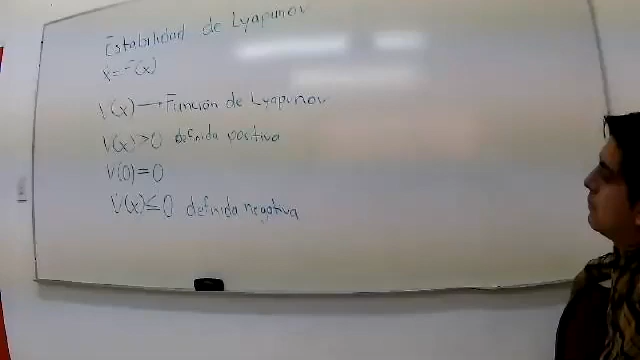 Estabilidad de Lyapunov
x=F(x)
V(x)→Función de Lyapunov
V(x)>0 definida positiva
V(0)=0
V(x)≤0 definida negativa